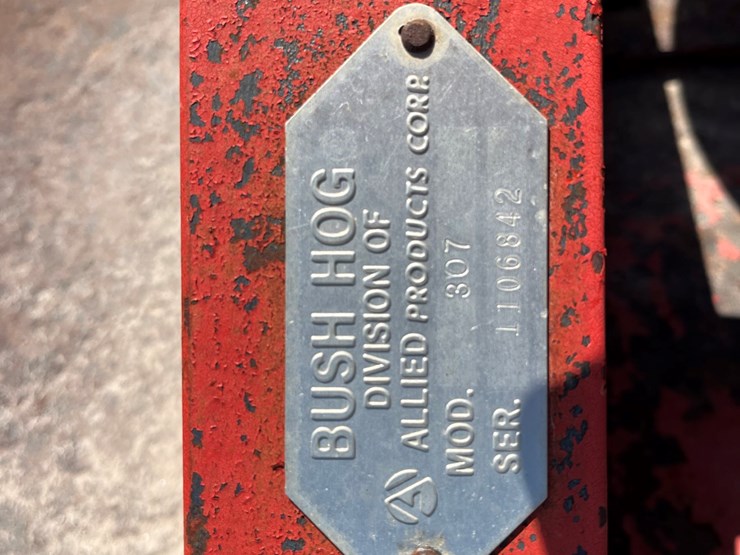 BUSH HOG
DIVISION OF
ALLIED PRODUCTS CORP.
MOD. 307
SER. 1106842